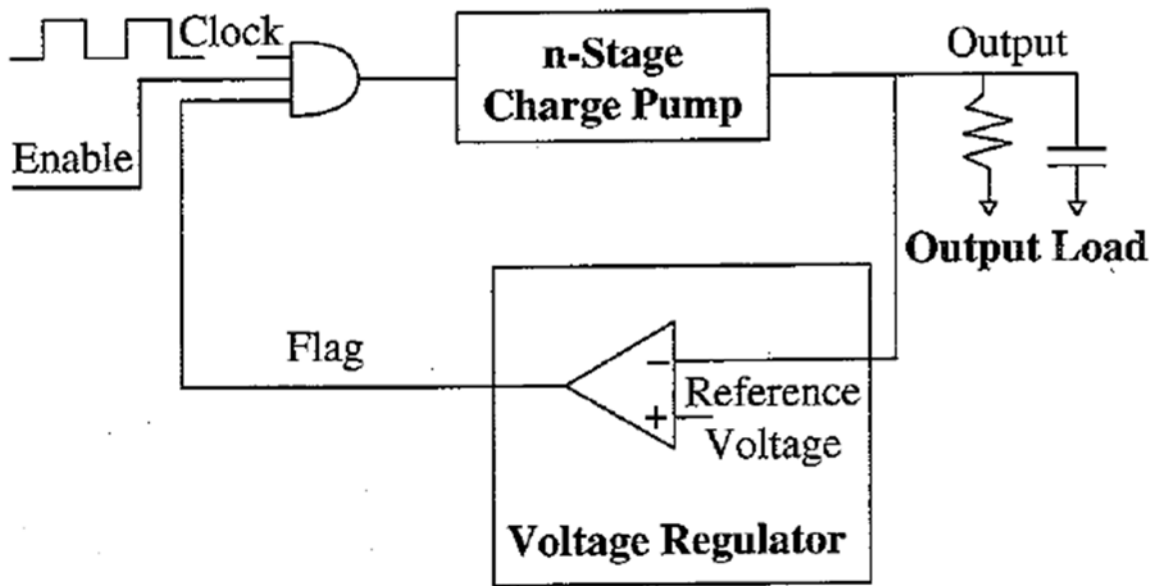 Clock
n-Stage
Charge Pump
Output
Enable
Output Load
Flag
−
+
Reference
Voltage
Voltage Regulator